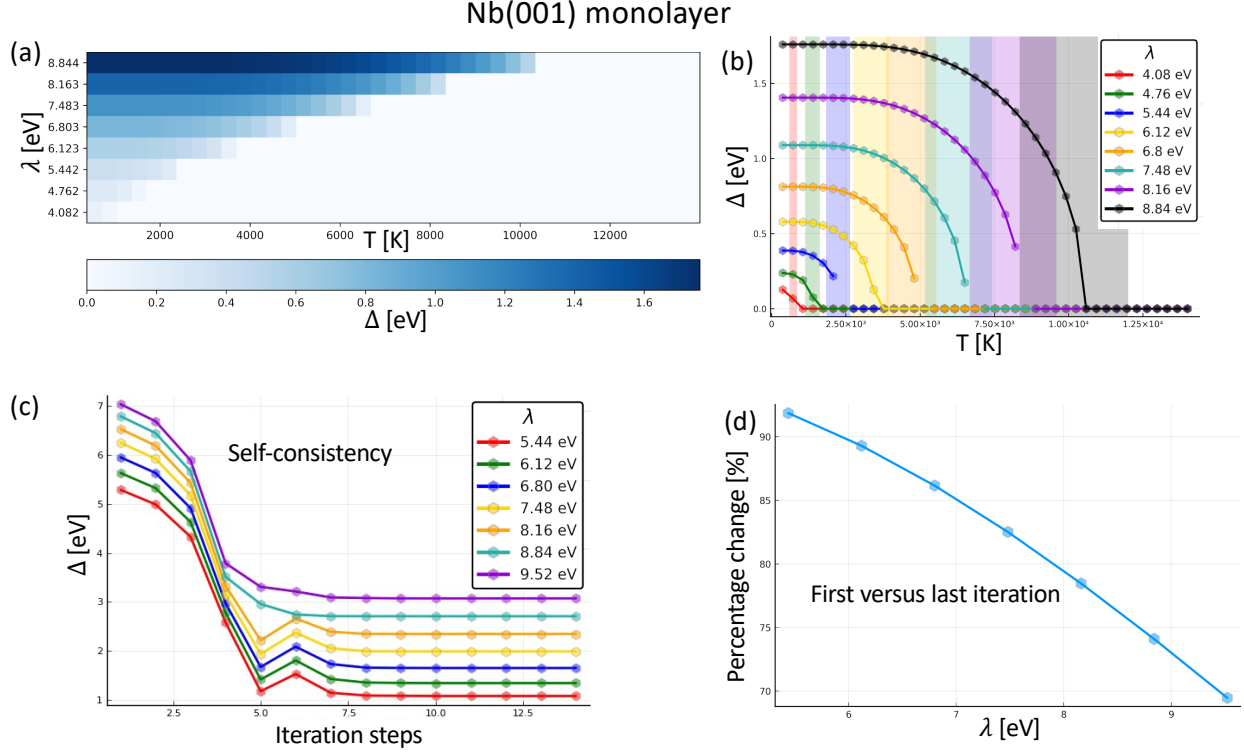 Nb(001) monolayer
(a)
λ [eV]
8.844
8.163
7.483
6.803
6.123
5.442
4.762
4.082
2000 4000 6000 8000 10000 12000
T [K]
0.0 0.2 0.4 0.6 0.8 1.0 1.2 1.4 1.6
Δ [eV]
(b)
Δ [eV]
1.5
1.0
0.5
0.0
0 2.50×10³ 5.00×10³ 7.50×10³ 1.00×10⁴ 1.25×10⁴
T [K]
λ
4.08 eV
4.76 eV
5.44 eV
6.12 eV
6.8 eV
7.48 eV
8.16 eV
8.84 eV
(c)
Δ [eV]
7
6
5
4
3
2
1
Self-consistency
λ
5.44 eV
6.12 eV
6.80 eV
7.48 eV
8.16 eV
8.84 eV
9.52 eV
2.5 5.0 7.5 10.0 12.5
Iteration steps
(d)
Percentage change [%]
90
85
80
75
70
First versus last iteration
6 7 8 9
λ [eV]